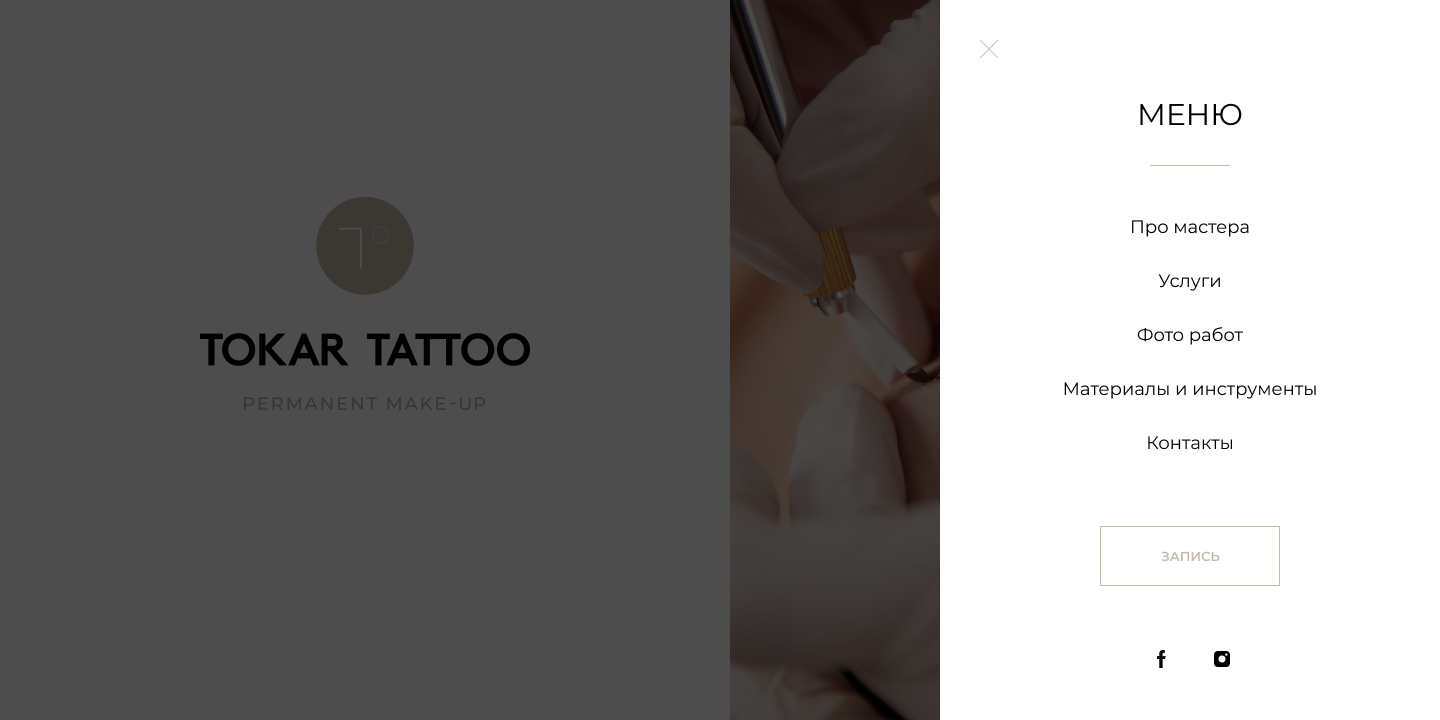 TOKAR TATTOO
PERMANENT MAKE-UP
МЕНЮ
Про мастера
Услуги
Фото работ
Материалы и инструменты
Контакты
ЗАПИСЬ